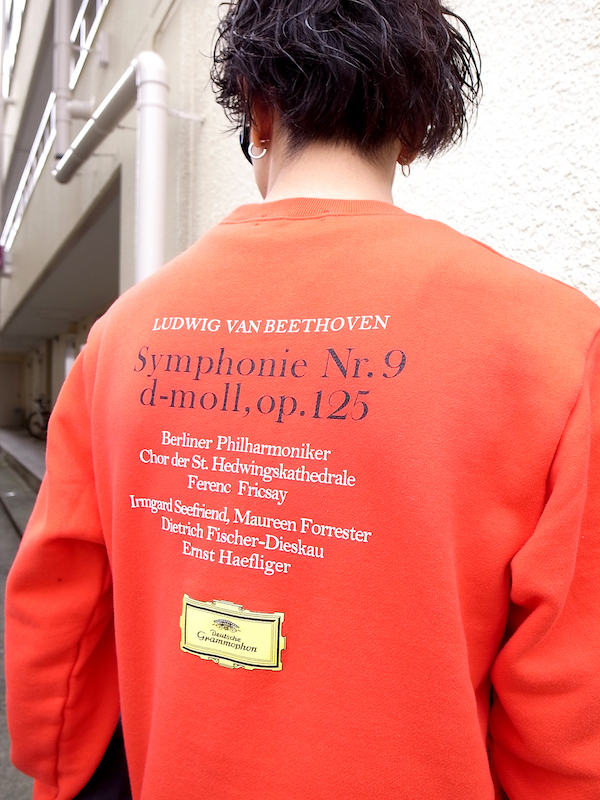 LUDWIG VAN BEETHOVEN
Symphonie Nr. 9
d-moll, op. 125
Berliner Philharmoniker
Chor der St. Hedwingskathedrale
Ferenc Fricsay
Irmgard Seefriend, Maureen Forrester
Dietrich Fischer-Dieskau
Ernst Haefliger
Deutsche
Grammophon